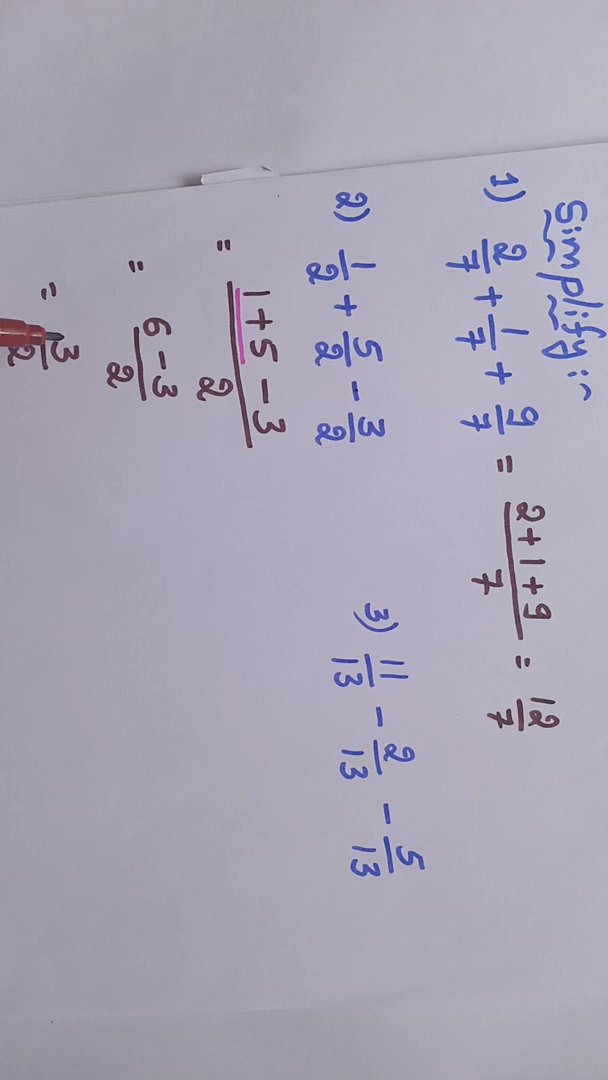 Simplify:-
1) 2/7 + 1/7 + 9/7 = (2+1+9)/7 = 12/7
2) 1/2 + 5/2 - 3/2
= (1+5-3)/2
= (6-3)/2
= 3/2
3) 11/13 - 2/13 - 5/13